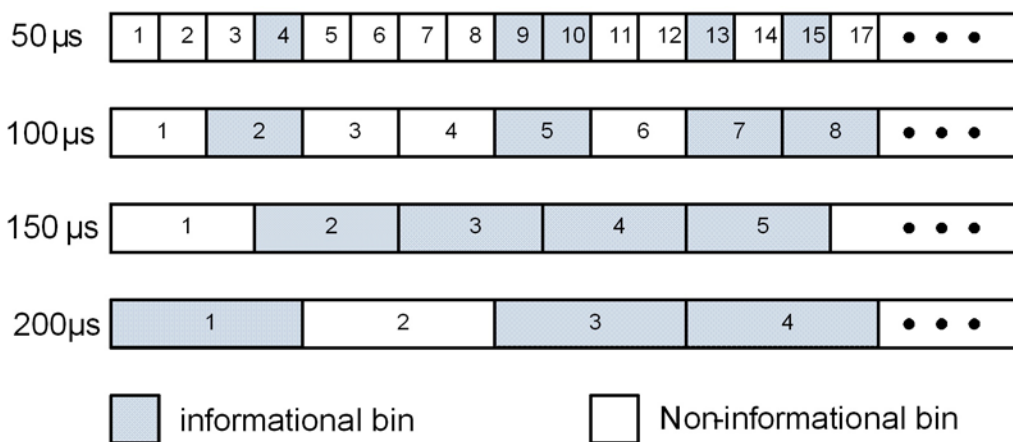 50 µs 1 2 3 4 5 6 7 8 9 10 11 12 13 14 15 17 • • •
100µs 1 2 3 4 5 6 7 8 • • •
150 µs 1 2 3 4 5 • • •
200µs 1 2 3 4 • • •
informational bin Non-informational bin